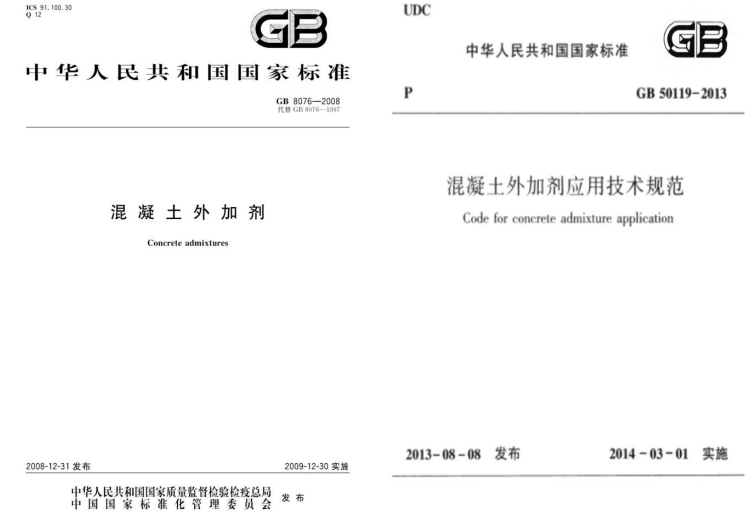 ICS 91.100.30
Q 12
GB
中华人民共和国国家标准
GB 8076—2008
代替 GB 8076—1997
混凝土外加剂
Concrete admixtures
2008-12-31 发布
2009-12-30 实施
中华人民共和国国家质量监督检验检疫总局
中国国家标准化管理委员会
发布
UDC
中华人民共和国国家标准
GB
P
GB 50119-2013
混凝土外加剂应用技术规范
Code for concrete admixture application
2013-08-08 发布
2014-03-01 实施